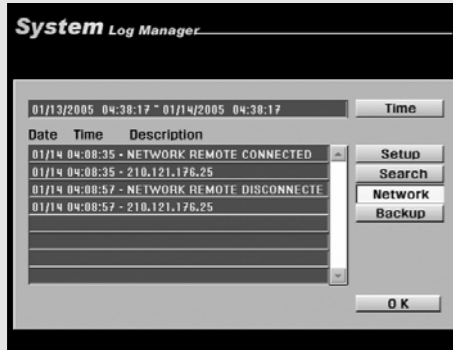 System Log Manager
01/13/2005 04:38:17 ~ 01/14/2005 04:38:17
Time
Date Time Description
01/14 04:08:35 - NETWORK REMOTE CONNECTED
01/14 04:08:35 - 210.121.176.25
01/14 04:08:57 - NETWORK REMOTE DISCONNECTE
01/14 04:08:57 - 210.121.176.25
Setup
Search
Network
Backup
OK